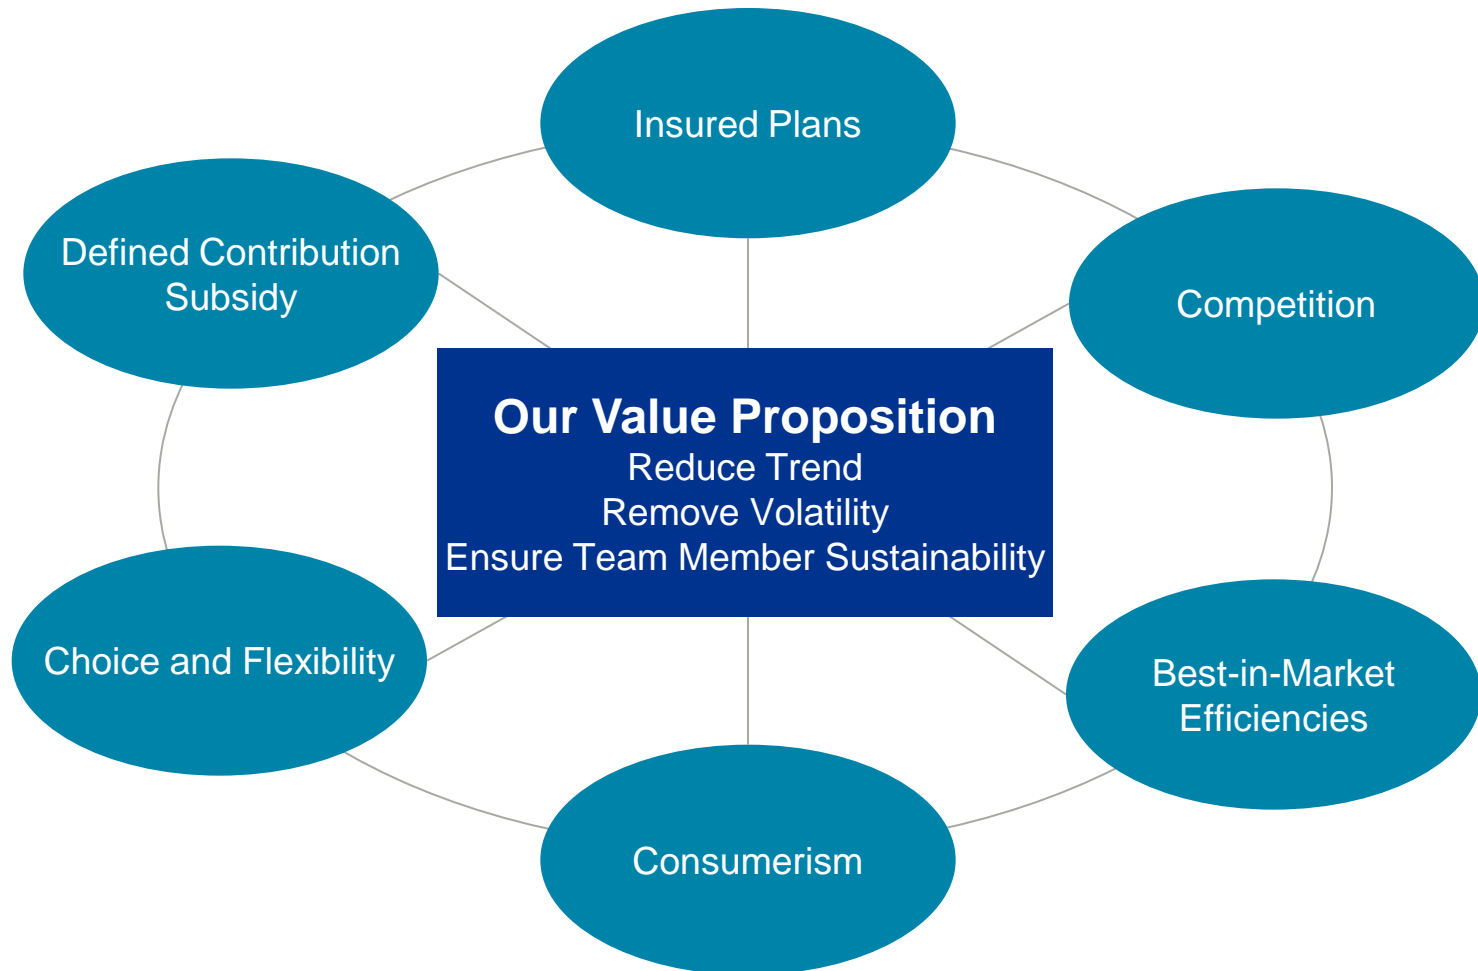 Insured Plans
Defined Contribution
Subsidy
Competition
Our Value Proposition
Reduce Trend
Remove Volatility
Ensure Team Member Sustainability
Choice and Flexibility
Best-in-Market
Efficiencies
Consumerism